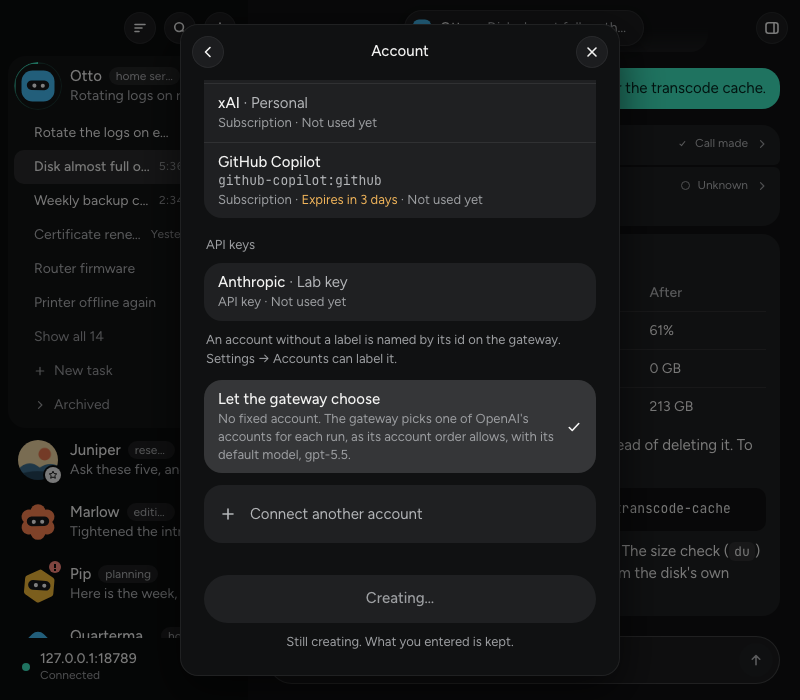 Account
Otto home ser...
Rotating logs on
Rotate the logs on e...
Disk almost full o... 5:36
Weekly backup c... 2:34
Certificate rene... Yeste
Router firmware
Printer offline again
Show all 14
New task
Archived
Juniper rese...
Ask these five, an
Marlow editi...
Tightened the intr
Pip planning
Here is the week,
Quarterma
127.0.0.1:18789
Connected
xAI · Personal
Subscription · Not used yet
GitHub Copilot
github-copilot:github
Subscription · Expires in 3 days · Not used yet
API keys
Anthropic · Lab key
API key · Not used yet
An account without a label is named by its id on the gateway.
Settings → Accounts can label it.
Let the gateway choose
No fixed account. The gateway picks one of OpenAI's
accounts for each run, as its account order allows, with its
default model, gpt-5.5.
Connect another account
Creating...
Still creating. What you entered is kept.
the transcode cache.
Call made
Unknown
After
61%
0 GB
213 GB
of deleting it. To
transcode-cache
The size check ( du )
the disk's own